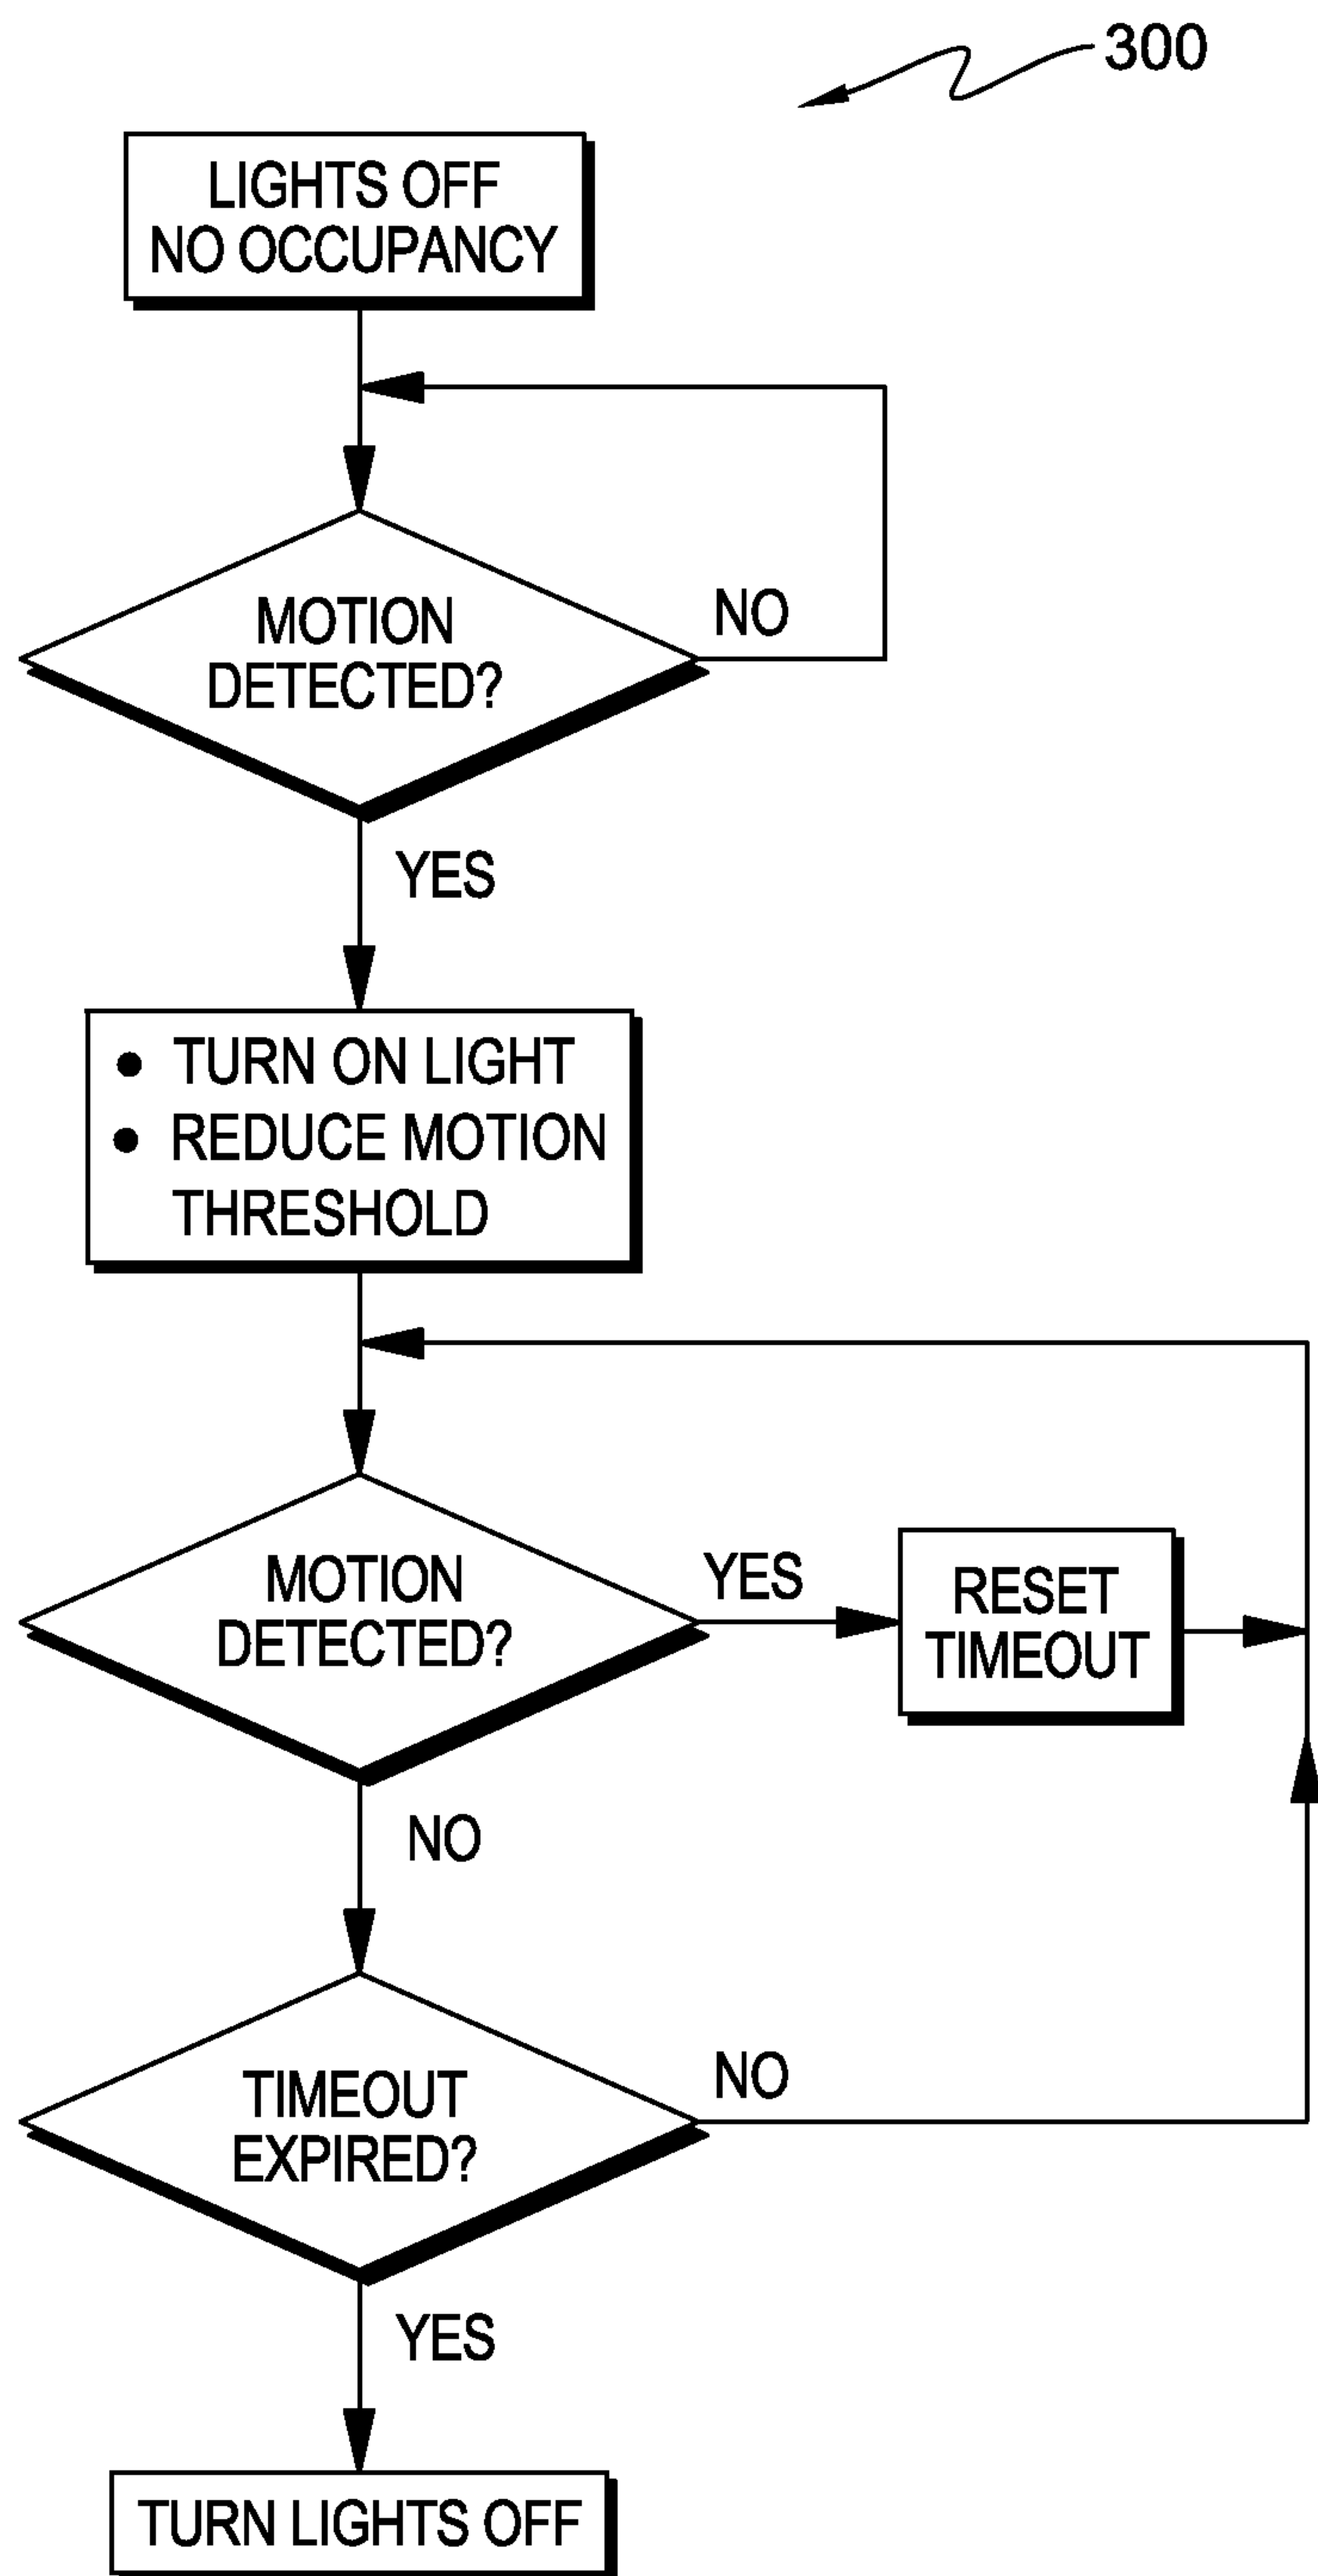 300
LIGHTS OFF
NO OCCUPANCY
MOTION
DETECTED?
NO
YES
• TURN ON LIGHT
• REDUCE MOTION
THRESHOLD
MOTION
DETECTED?
YES
RESET
TIMEOUT
NO
TIMEOUT
EXPIRED?
NO
YES
TURN LIGHTS OFF